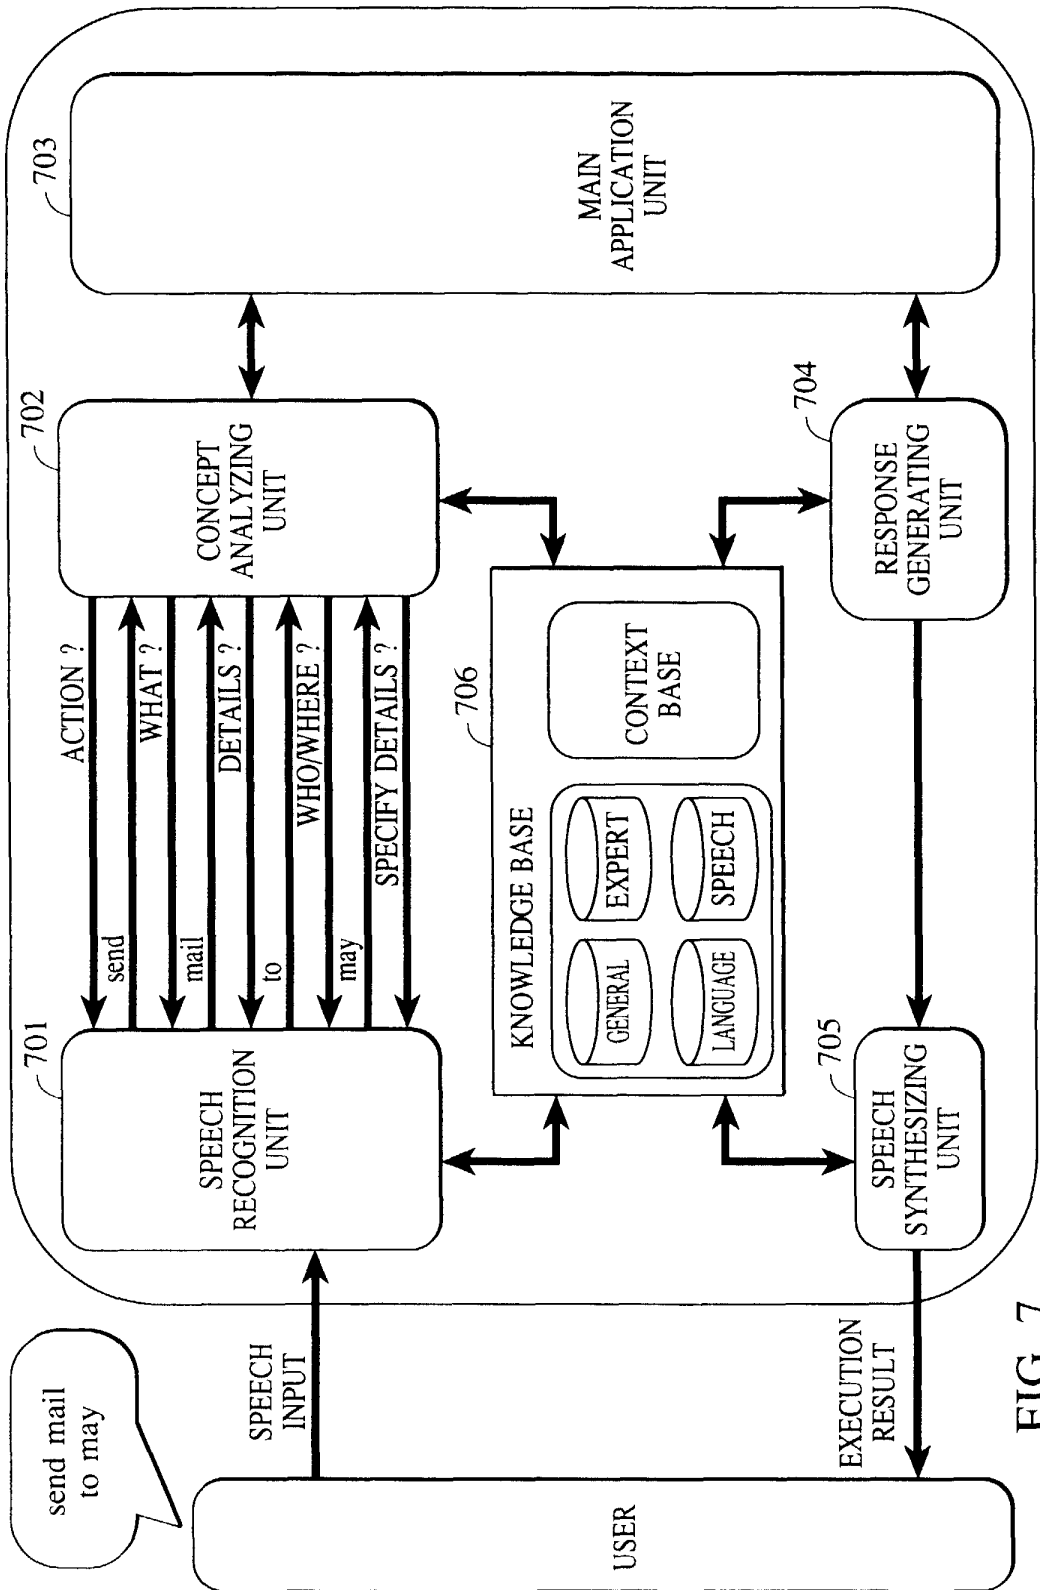 send mail
to may
USER
SPEECH
INPUT
EXECUTION
RESULT
701
SPEECH
RECOGNITION
UNIT
ACTION ?
send
WHAT ?
mail
DETAILS ?
to
WHO/WHERE ?
may
SPECIFY DETAILS ?
702
CONCEPT
ANALYZING
UNIT
703
MAIN
APPLICATION
UNIT
706
KNOWLEDGE BASE
GENERAL
EXPERT
LANGUAGE
SPEECH
CONTEXT
BASE
705
SPEECH
SYNTHESIZING
UNIT
704
RESPONSE
GENERATING
UNIT
FIG. 7